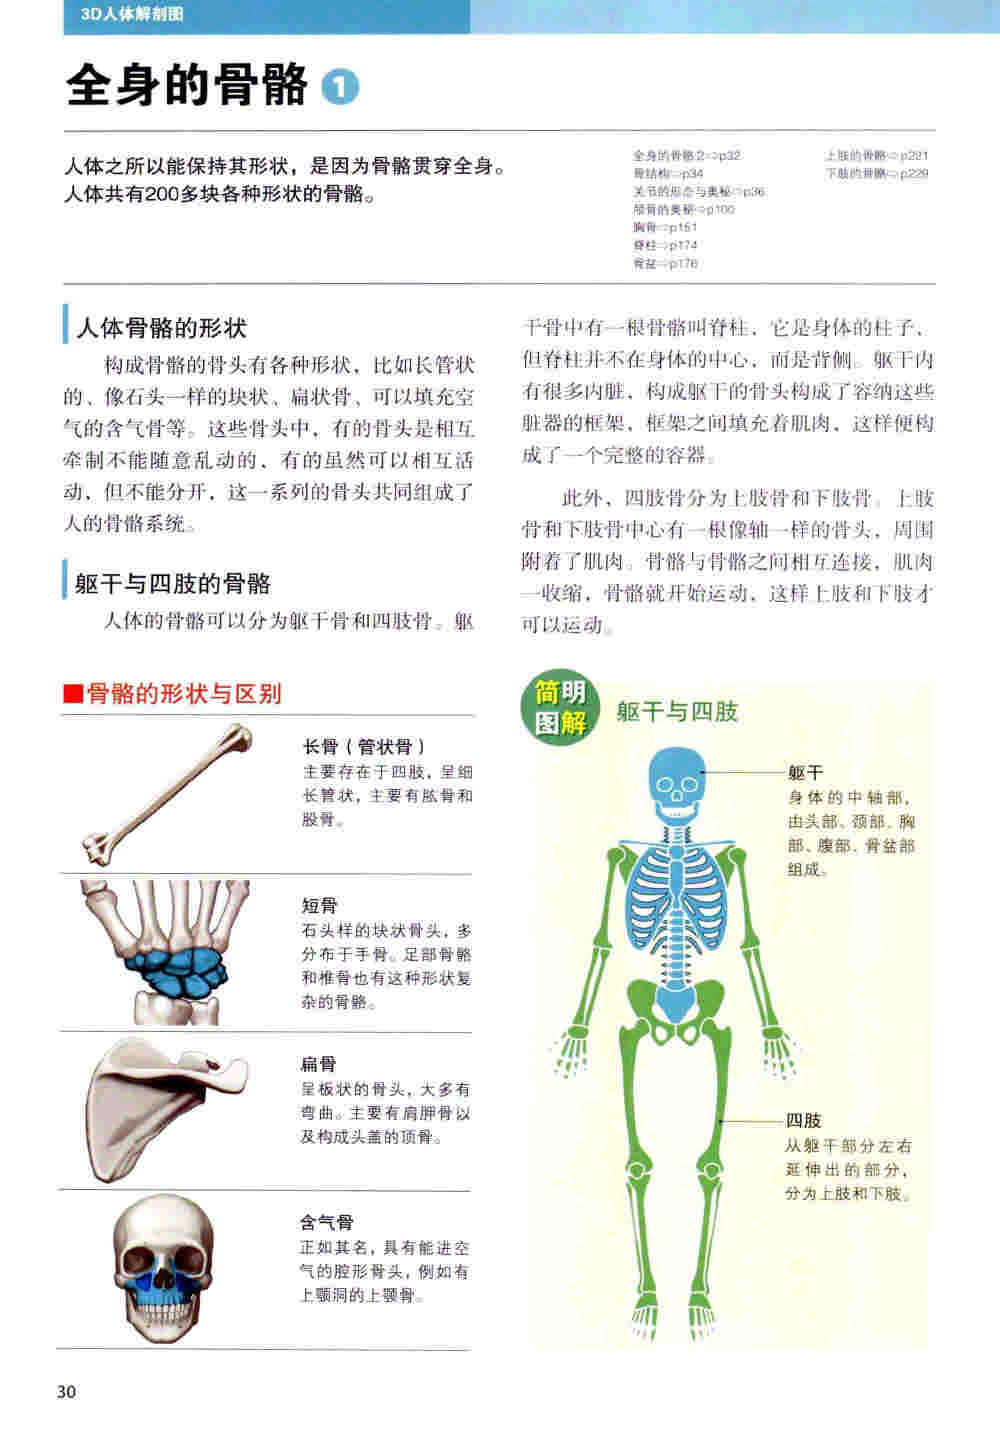 3D人体解剖图
全身的骨骼 1
人体之所以能保持其形状，是因为骨骼贯穿全身。
人体共有200多块各种形状的骨骼。
全身的骨骼2⇨p32
骨结构⇨p34
关节的形态与奥秘⇨p36
颅骨的奥秘⇨p100
胸骨⇨p151
脊柱⇨p174
骨盆⇨p176
上肢的骨骼⇨p221
下肢的骨骼⇨p229
人体骨骼的形状
构成骨骼的骨头有各种形状，比如长管状
的、像石头一样的块状、扁状骨、可以填充空
气的含气骨等。这些骨头中，有的骨头是相互
牵制不能随意乱动的，有的虽然可以相互活
动，但不能分开，这一系列的骨头共同组成了
人的骨骼系统。
躯干与四肢的骨骼
人体的骨骼可以分为躯干骨和四肢骨。躯
干骨中有一根骨骼叫脊柱，它是身体的柱子，
但脊柱并不在身体的中心，而是背侧。躯干内
有很多内脏，构成躯干的骨头构成了容纳这些
脏器的框架，框架之间填充着肌肉，这样便构
成了一个完整的容器。
此外，四肢骨分为上肢骨和下肢骨。上肢
骨和下肢骨中心有一根像轴一样的骨头，周围
附着了肌肉。骨骼与骨骼之间相互连接，肌肉
一收缩，骨骼就开始运动，这样上肢和下肢才
可以运动。
■骨骼的形状与区别
长骨（管状骨）
主要存在于四肢，呈细
长管状，主要有肱骨和
股骨。
短骨
石头样的块状骨头，多
分布于手骨。足部骨骼
和椎骨也有这种形状复
杂的骨骼。
扁骨
呈板状的骨头，大多有
弯曲。主要有肩胛骨以
及构成头盖的顶骨。
含气骨
正如其名，具有能进空
气的腔形骨头，例如有
上颚洞的上颚骨。
简明
图解
躯干与四肢
躯干
身体的中轴部，
由头部、颈部、胸
部、腹部、骨盆部
组成。
四肢
从躯干部分左右
延伸出的部分，
分为上肢和下肢。
30